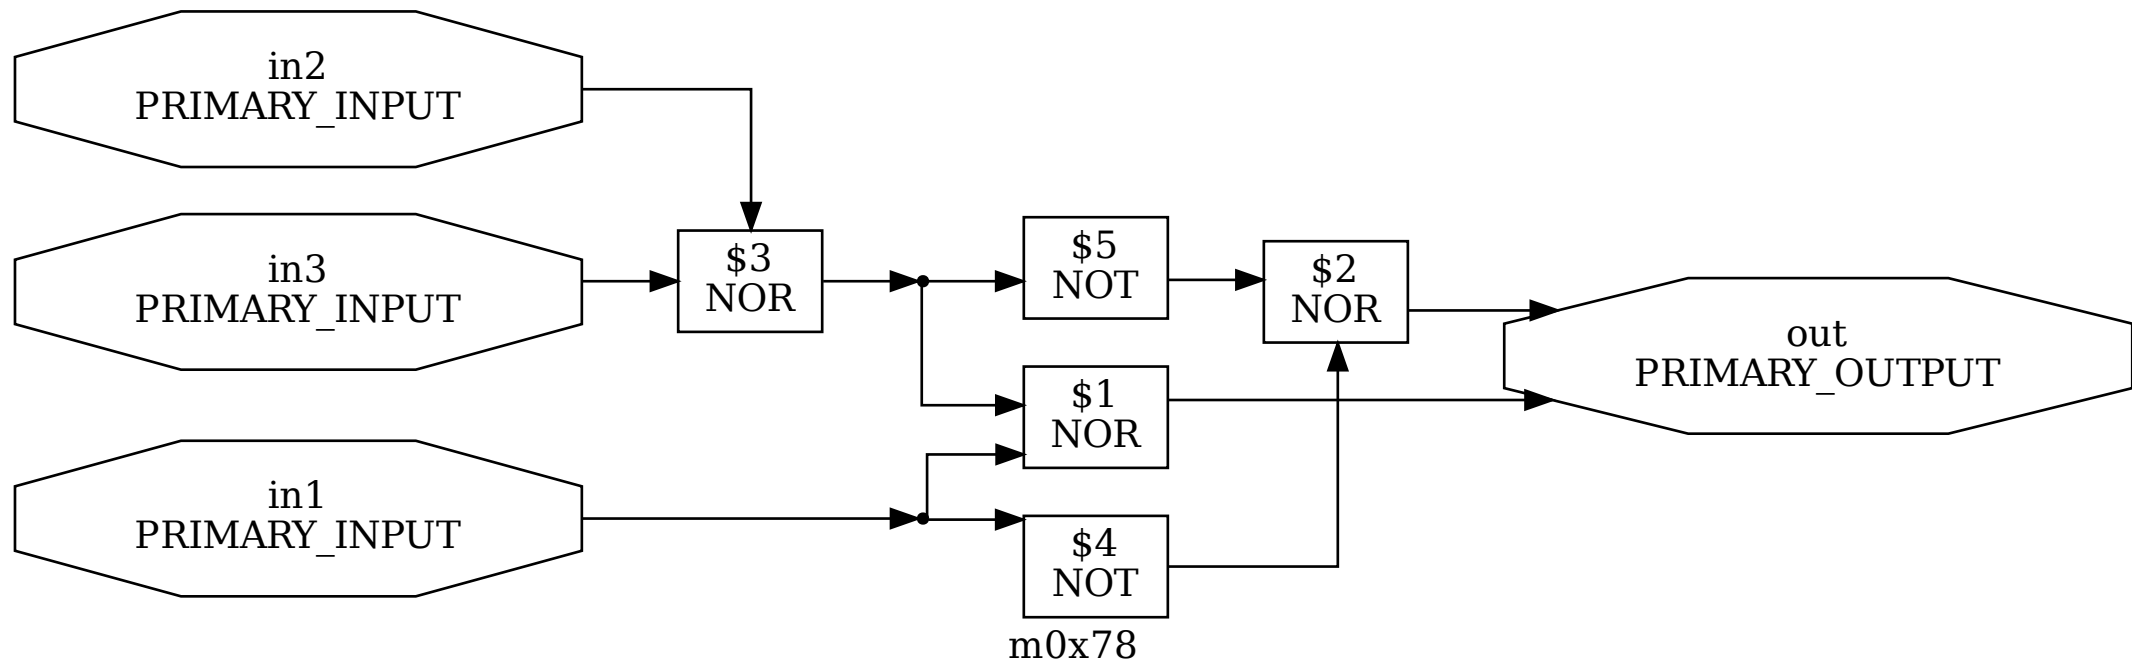 in2
PRIMARY_INPUT
in3
PRIMARY_INPUT
in1
PRIMARY_INPUT
$3
NOR
$5
NOT
$1
NOR
$4
NOT
$2
NOR
out
PRIMARY_OUTPUT
m0x78